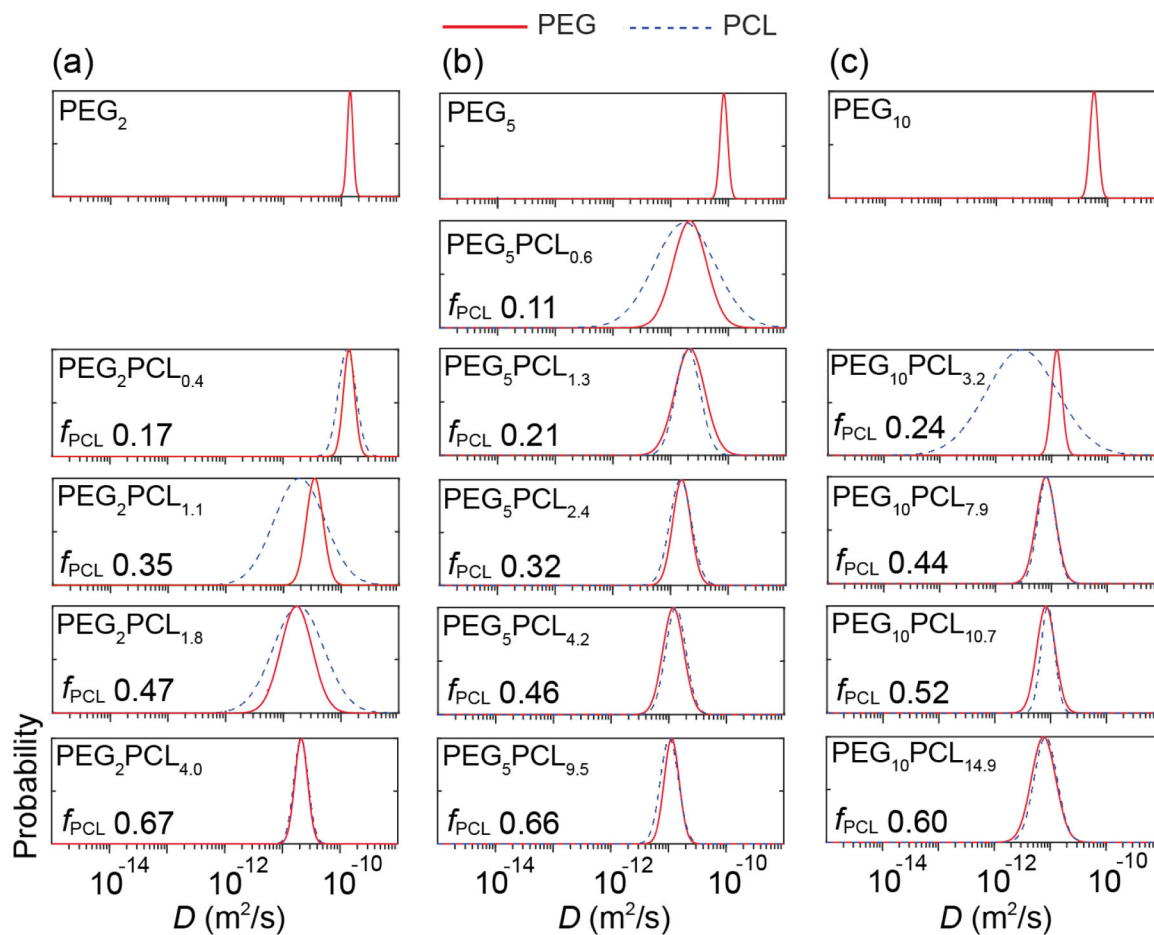 PEG PCL
(a) (b) (c)
PEG₂
PEG₅
PEG₁₀
PEG₅PCL₀.₆
fPCL 0.11
PEG₂PCL₀.₄
fPCL 0.17
PEG₅PCL₁.₃
fPCL 0.21
PEG₁₀PCL₃.₂
fPCL 0.24
PEG₂PCL₁.₁
fPCL 0.35
PEG₅PCL₂.₄
fPCL 0.32
PEG₁₀PCL₇.₉
fPCL 0.44
PEG₂PCL₁.₈
fPCL 0.47
PEG₅PCL₄.₂
fPCL 0.46
PEG₁₀PCL₁₀.₇
fPCL 0.52
PEG₂PCL₄.₀
fPCL 0.67
PEG₅PCL₉.₅
fPCL 0.66
PEG₁₀PCL₁₄.₉
fPCL 0.60
Probability
10⁻¹⁴ 10⁻¹² 10⁻¹⁰ 10⁻¹⁴ 10⁻¹² 10⁻¹⁰ 10⁻¹⁴ 10⁻¹² 10⁻¹⁰
D (m²/s) D (m²/s) D (m²/s)